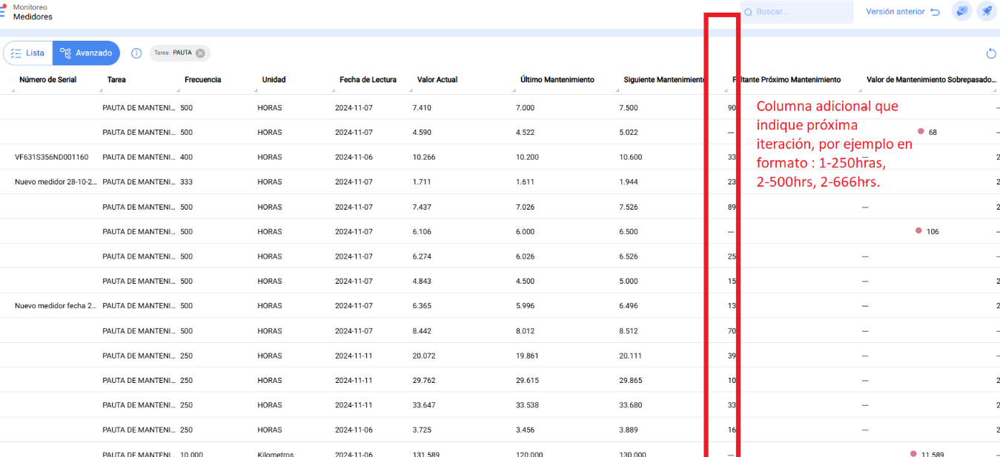 Monitoreo
Medidores
Buscar...
Versión anterior
Lista
Avanzado
Tarea: PAUTA
Número de Serial Tarea Frecuencia Unidad Fecha de Lectura Valor Actual Último Mantenimiento Siguiente Mantenimiento ltante Próximo Mantenimiento Valor de Mantenimiento Sobrepasado...
PAUTA DE MANTENI... 500 HORAS 2024-11-07 7.410 7.000 7.500 90 --- --
PAUTA DE MANTENI... 500 HORAS 2024-11-07 4.590 4.522 5.022 --- 68 --
VF631S356ND001160 PAUTA DE MANTENI... 400 HORAS 2024-11-06 10.266 10.200 10.600 33 --- 2
Nuevo medidor 28-10-2... PAUTA DE MANTENI... 333 HORAS 2024-11-07 1.711 1.611 1.944 23 --- 2
PAUTA DE MANTENI... 500 HORAS 2024-11-07 7.437 7.026 7.526 89 --- 2
PAUTA DE MANTENI... 500 HORAS 2024-11-07 6.106 6.000 6.500 --- 106 --
PAUTA DE MANTENI... 500 HORAS 2024-11-07 6.274 6.026 6.526 25 --- --
PAUTA DE MANTENI... 500 HORAS 2024-11-07 4.843 4.500 5.000 15 --- 2
Nuevo medidor fecha 2... PAUTA DE MANTENI... 500 HORAS 2024-11-07 6.365 5.996 6.496 13 --- 2
PAUTA DE MANTENI... 500 HORAS 2024-11-07 8.442 8.012 8.512 70 --- --
PAUTA DE MANTENI... 250 HORAS 2024-11-11 20.072 19.861 20.111 39 --- --
PAUTA DE MANTENI... 250 HORAS 2024-11-11 29.762 29.615 29.865 10 --- 2
PAUTA DE MANTENI... 250 HORAS 2024-11-11 33.647 33.538 33.680 33 --- 2
PAUTA DE MANTENI... 250 HORAS 2024-11-06 3.725 3.456 3.889 16 --- 2
PAUTA DE MANTENI... 10.000 Kilometros 2024-11-06 131.589 120.000 130.000 --- 11.589 --
Columna adicional que
indique próxima
iteración, por ejemplo en
formato : 1-250hras,
2-500hrs, 2-666hrs.